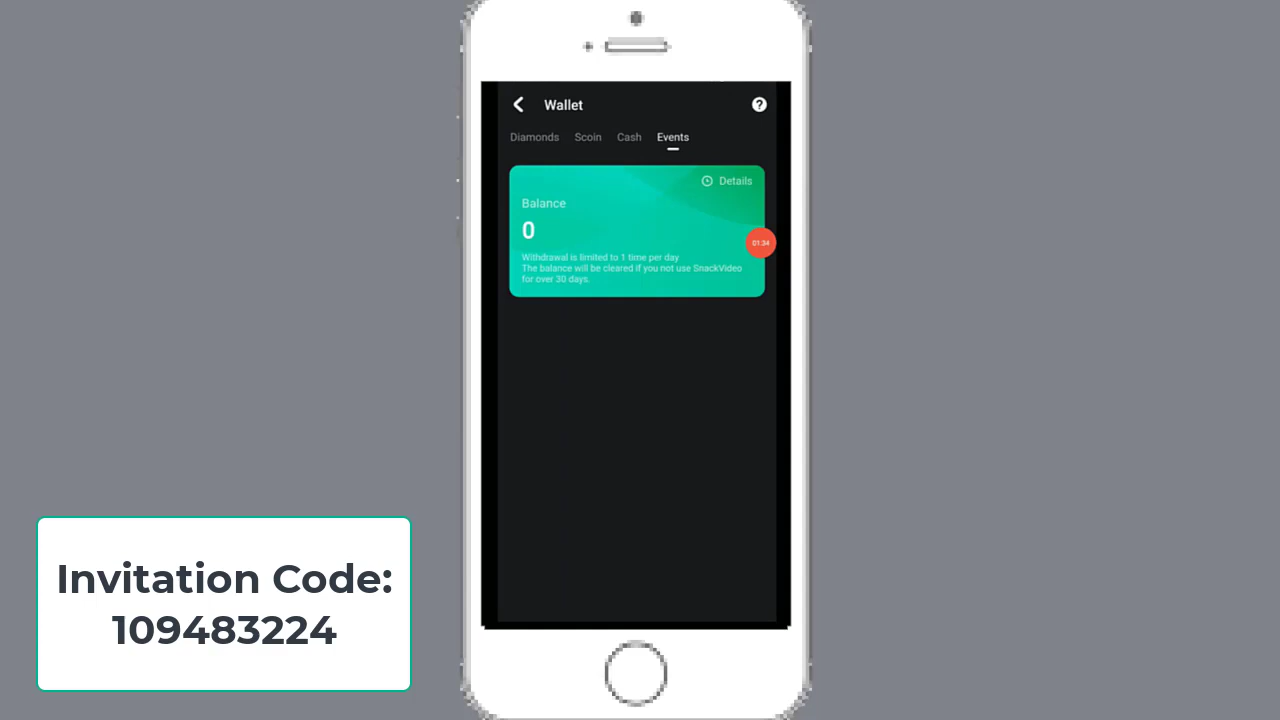 Wallet
Diamonds Scoin Cash Events
Details
Balance
0
01:34
Withdrawal is limited to 1 time per day
The balance will be cleared if you not use SnackVideo
for over 30 days.
Invitation Code:
109483224